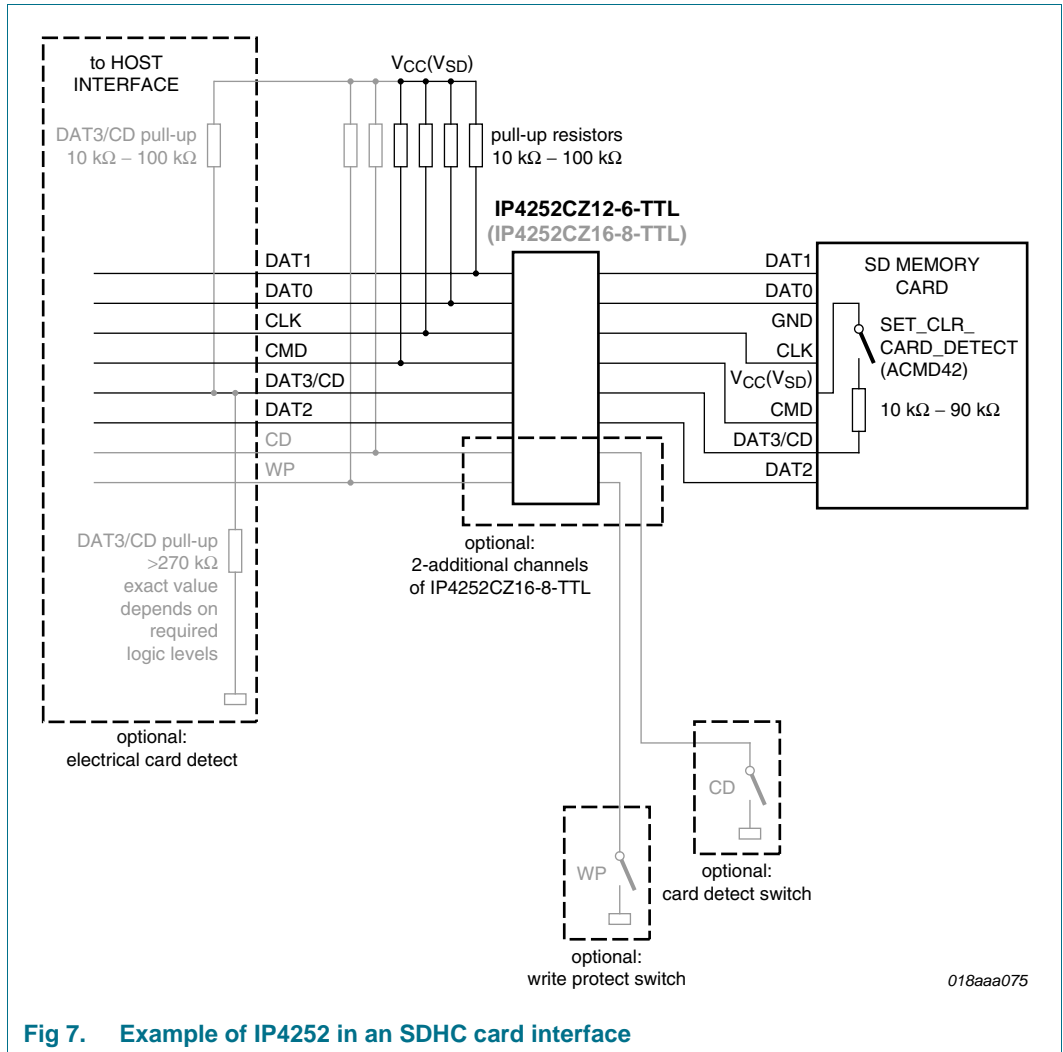 to HOST
INTERFACE
VCC(VSD)
DAT3/CD pull-up
10 kΩ – 100 kΩ
pull-up resistors
10 kΩ – 100 kΩ
IP4252CZ12-6-TTL
(IP4252CZ16-8-TTL)
DAT1
DAT0
CLK
CMD
DAT3/CD
DAT2
CD
WP
DAT1
DAT0
GND
CLK
VCC(VSD)
CMD
DAT3/CD
DAT2
SD MEMORY
CARD
SET_CLR_
CARD_DETECT
(ACMD42)
10 kΩ – 90 kΩ
DAT3/CD pull-up
>270 kΩ
exact value
depends on
required
logic levels
optional:
2-additional channels
of IP4252CZ16-8-TTL
optional:
electrical card detect
CD
optional:
card detect switch
WP
optional:
write protect switch
018aaa075
Fig 7. Example of IP4252 in an SDHC card interface